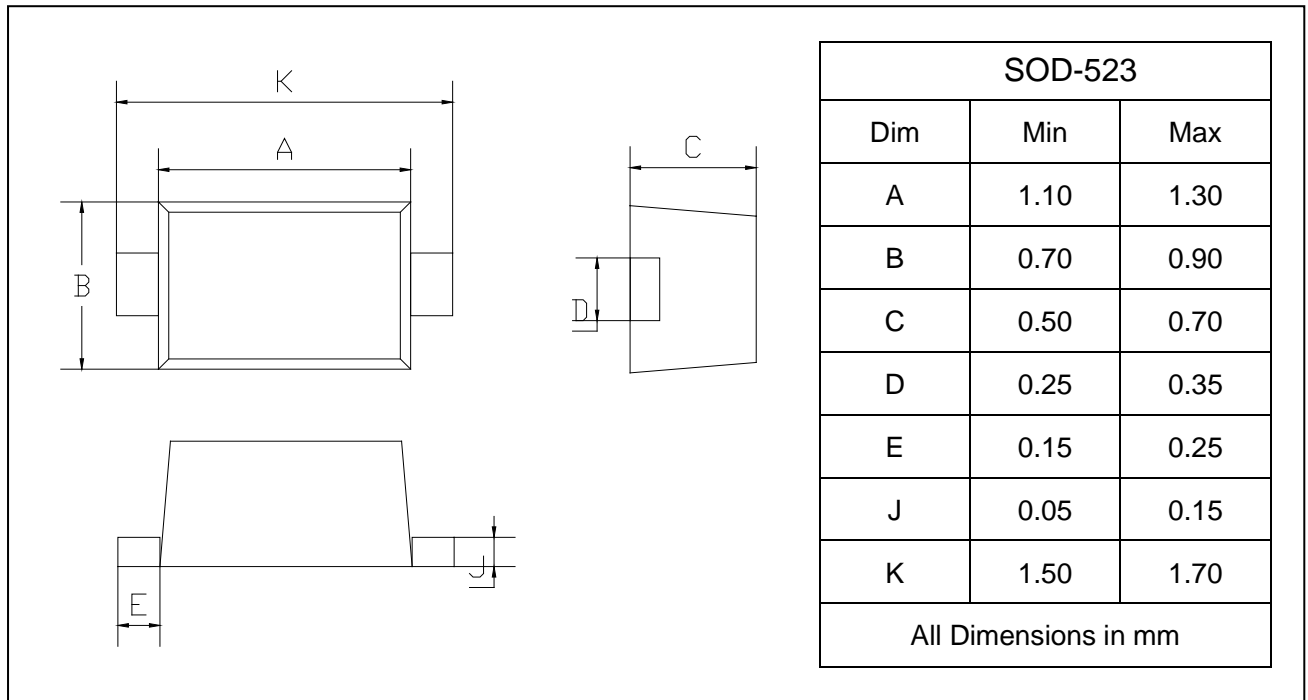 K
A
B
C
D
E
J
SOD-523
Dim Min Max
A 1.10 1.30
B 0.70 0.90
C 0.50 0.70
D 0.25 0.35
E 0.15 0.25
J 0.05 0.15
K 1.50 1.70
All Dimensions in mm